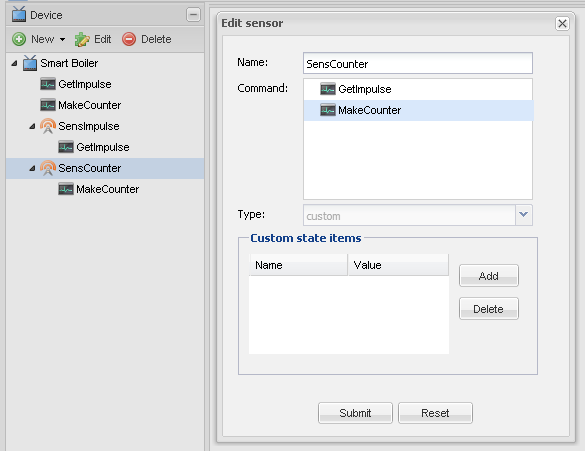 Device
New
Edit
Delete
Smart Boiler
GetImpulse
MakeCounter
SensImpulse
GetImpulse
SensCounter
MakeCounter
Edit sensor
Name:
SensCounter
Command:
GetImpulse
MakeCounter
Type:
custom
Custom state items
Name Value
Add
Delete
Submit Reset